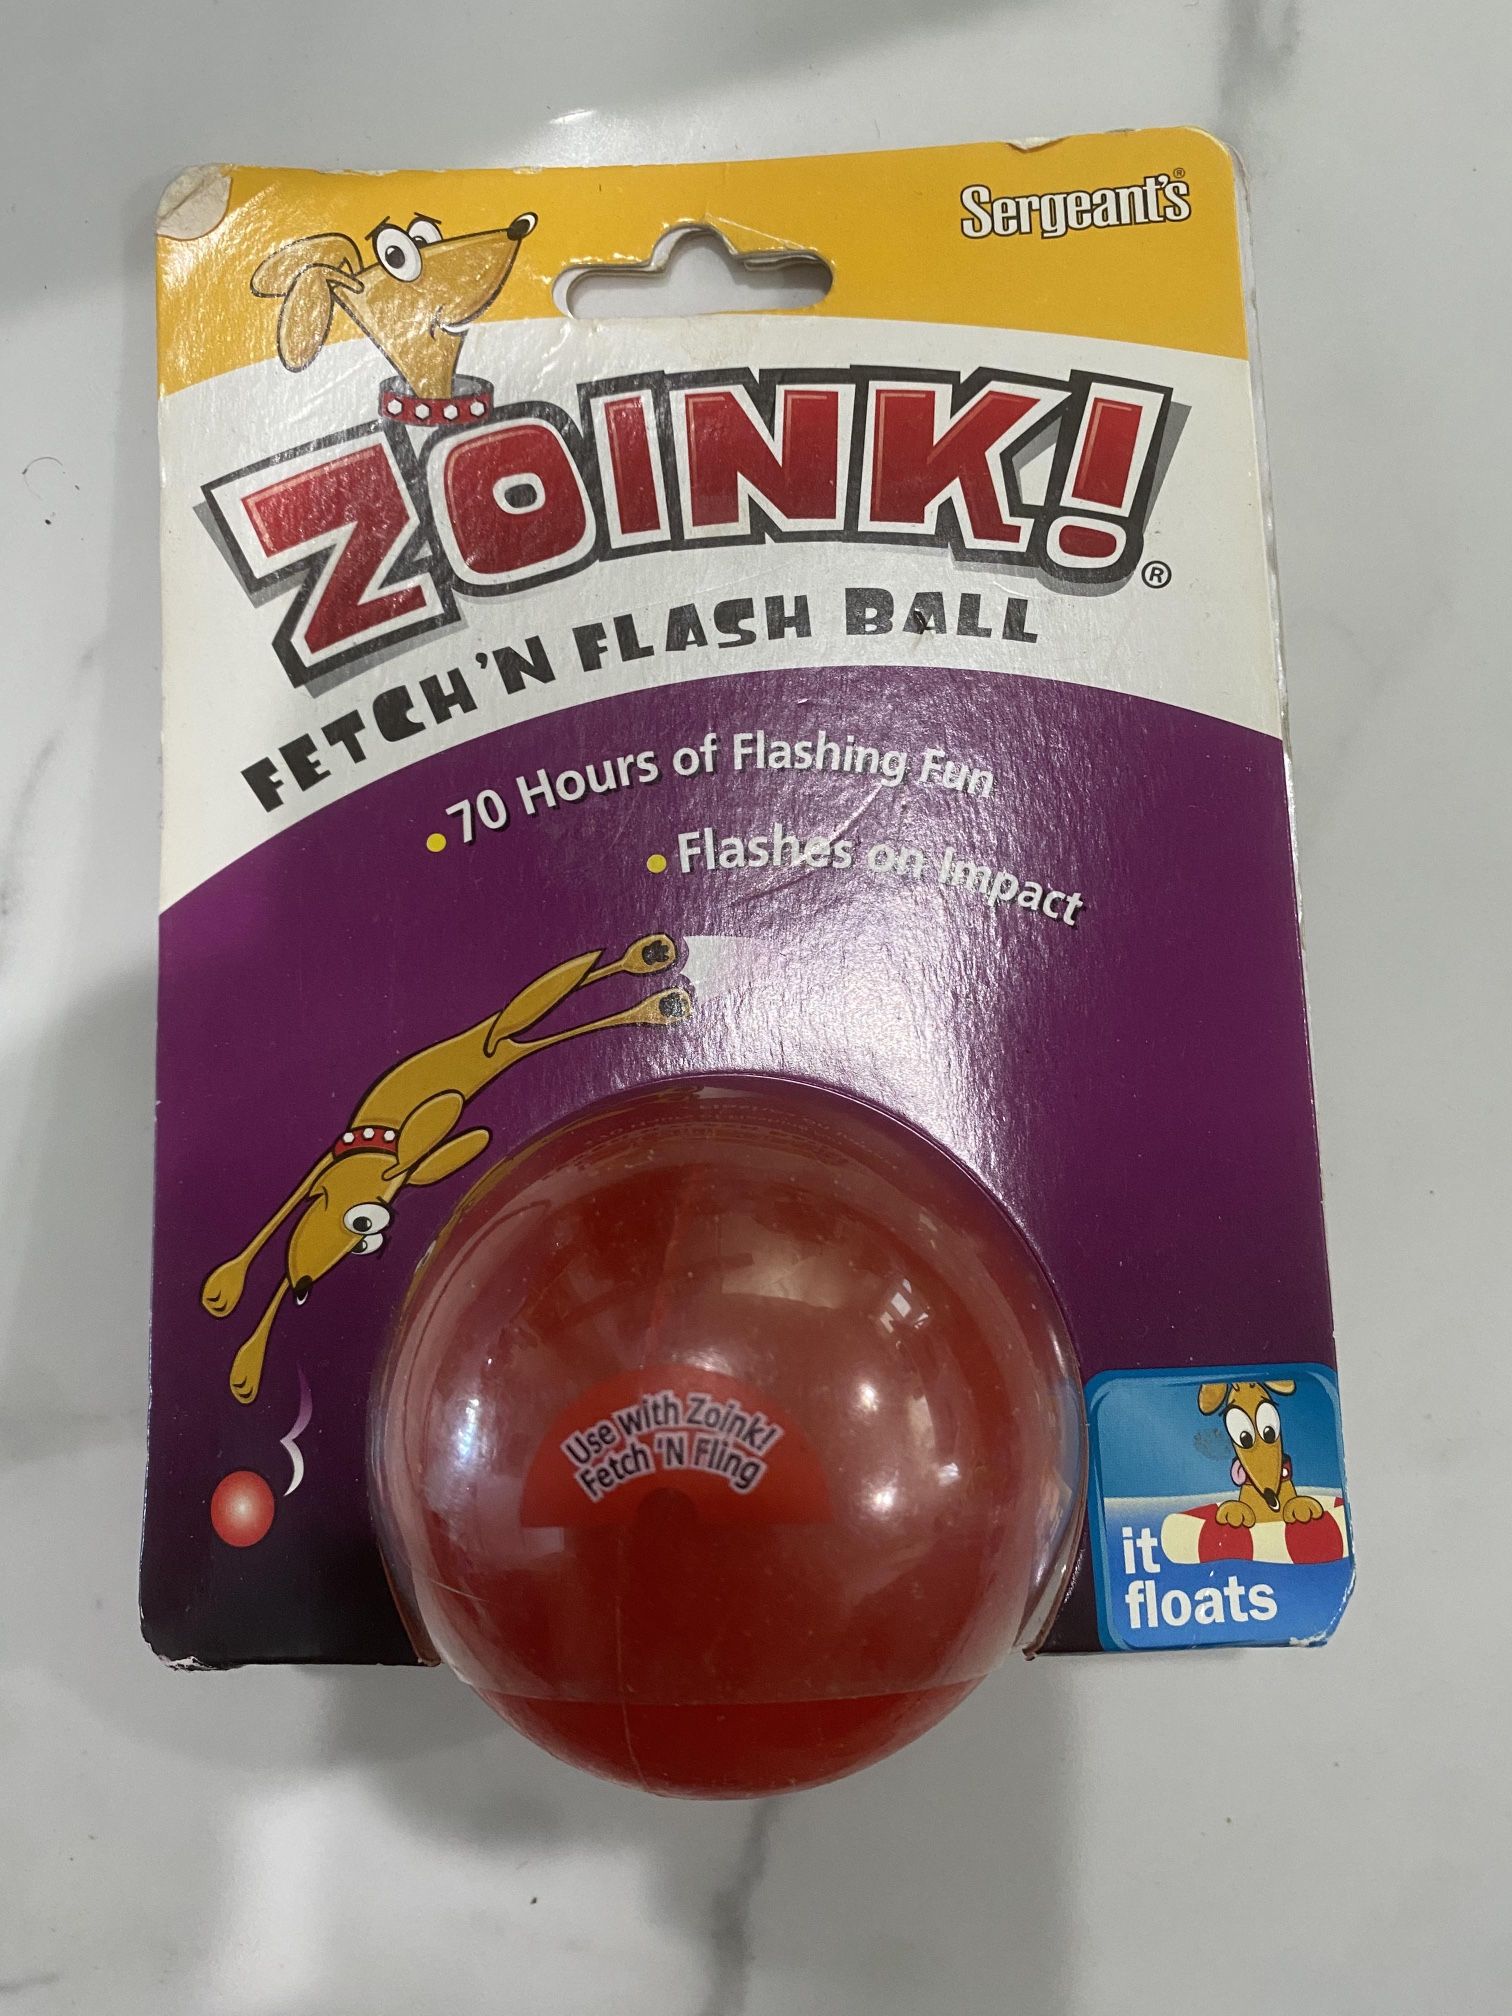 Sergeant's®
ZOINK!®
FETCH 'N FLASH BALL
• 70 Hours of Flashing Fun
• Flashes on Impact
Use with Zoink!
Fetch 'N Fling
it
floats